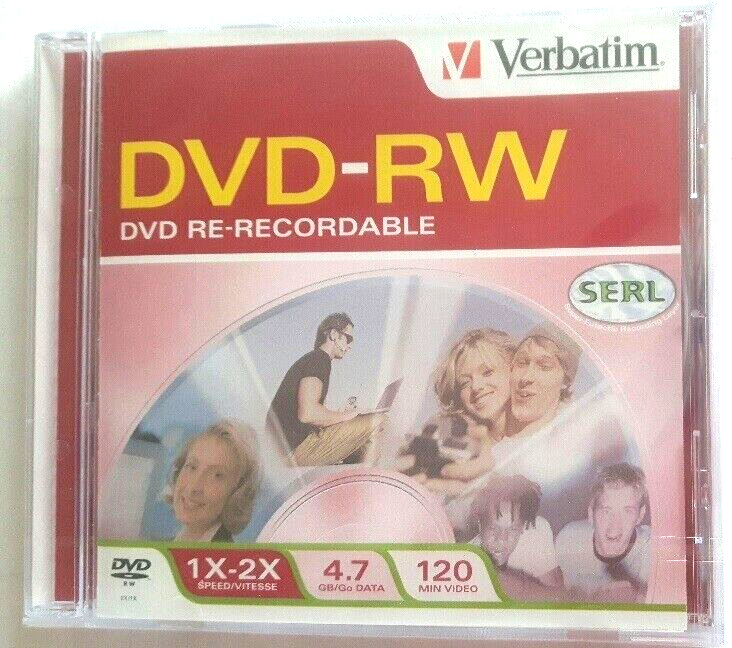 Verbatim
DVD-RW
DVD RE-RECORDABLE
SERL
DVD
RW
1X-2X
SPEED/VITESSE
4.7
GB/Go DATA
120
MIN VIDEO